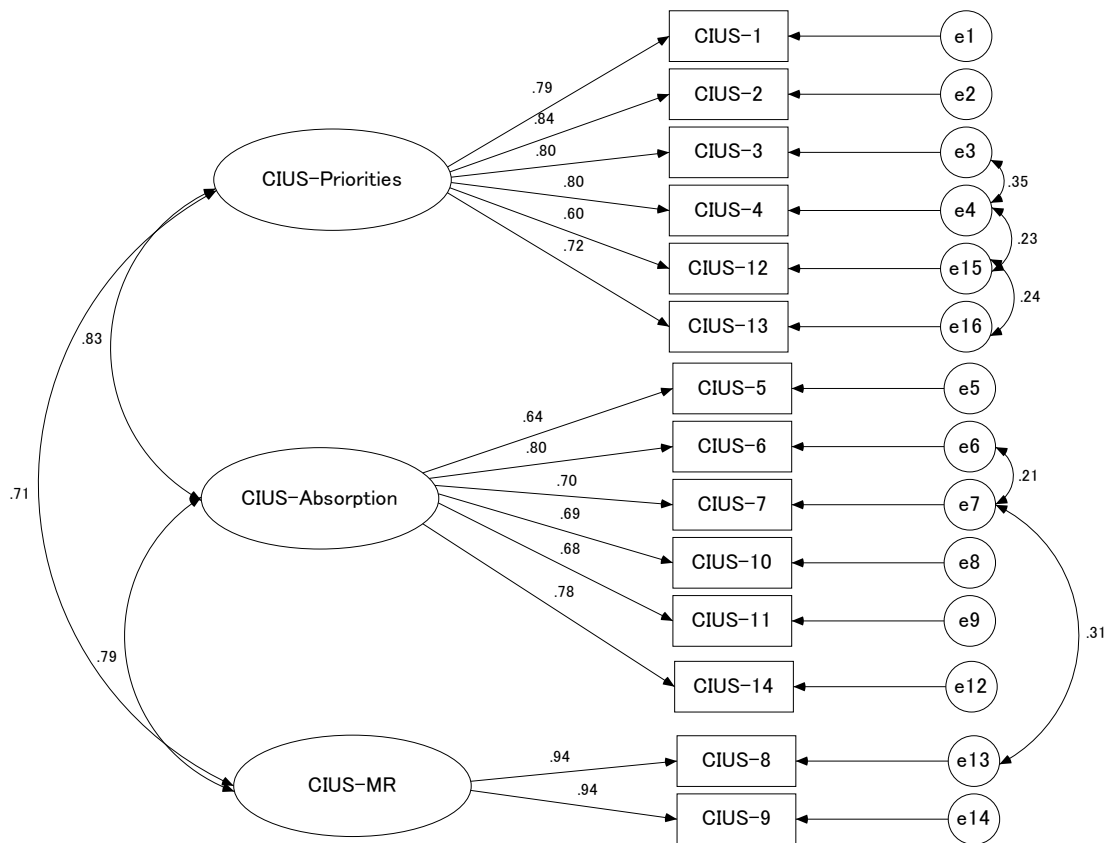 CIUS-1
e1
.79
CIUS-2
e2
.84
CIUS-3
e3
.80
.35
CIUS-Priorities
.80
CIUS-4
e4
.60
.23
CIUS-12
e15
.72
.24
CIUS-13
e16
.83
CIUS-5
e5
.64
CIUS-6
e6
.80
.21
.71
CIUS-Absorption
.70
CIUS-7
e7
.69
CIUS-10
e8
.68
CIUS-11
e9
.78
.31
.79
CIUS-14
e12
CIUS-MR
.94
CIUS-8
e13
.94
CIUS-9
e14